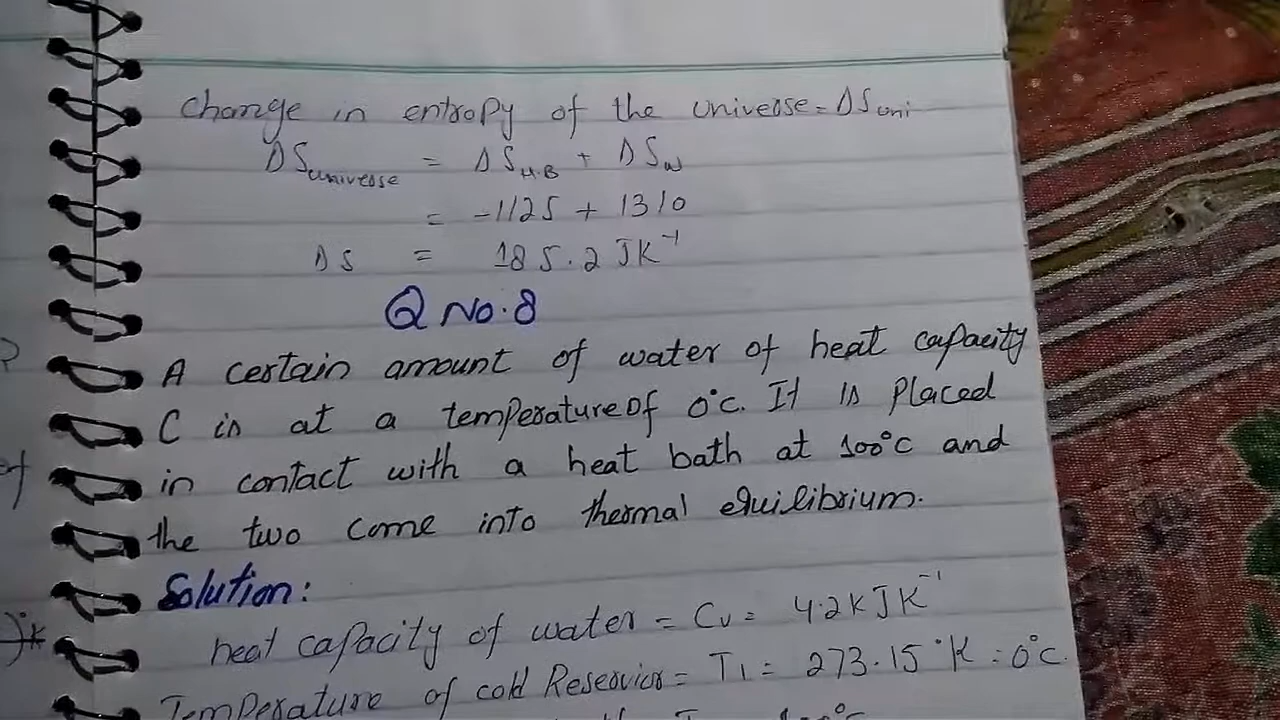 change in entropy of the universe = ΔS uni
ΔSuniverse = ΔS H.B + ΔS w
= -1125 + 1310
ΔS = 185.2 JK⁻¹
Q No.8
A certain amount of water of heat capacity
C is at a temperature of 0°c. It is placed
in contact with a heat bath at 100°c and
the two come into thermal equilibrium.
Solution:
heat capacity of water = Cv = 4.2 KJK⁻¹
Temperature of cold Reservior = T1 = 273.15°K = 0°c.